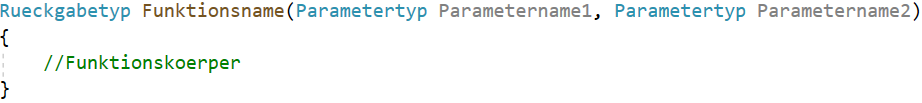 Rueckgabetyp Funktionsname(Parametertyp Parametername1, Parametertyp Parametername2)
{
//Funktionskoerper
}